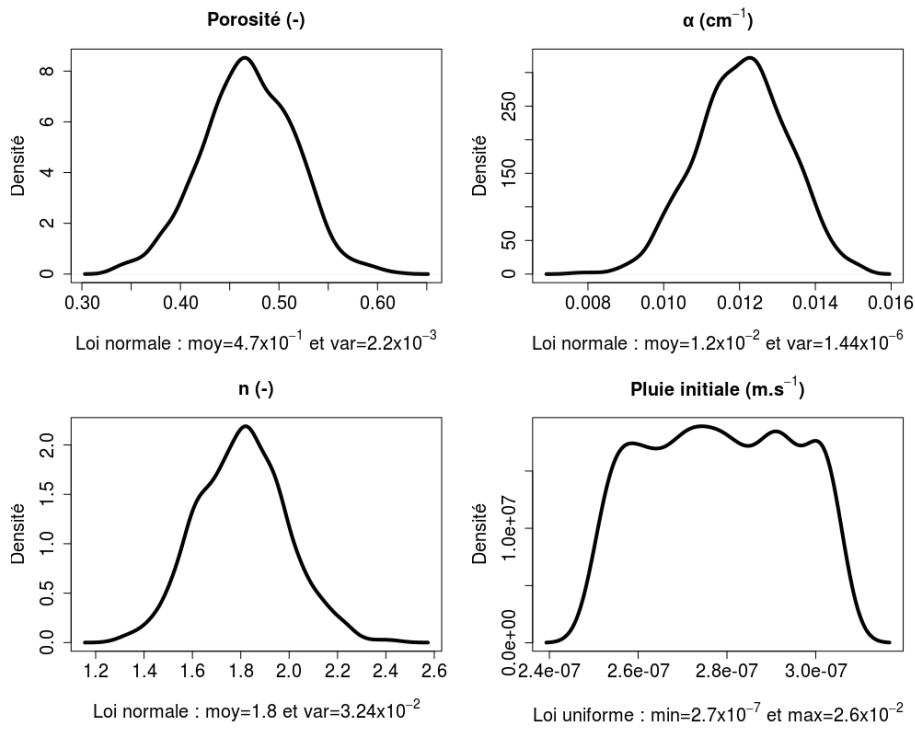 Porosité (-)
Densité
0 2 4 6 8
0.30 0.40 0.50 0.60
Loi normale : moy=4.7x10⁻¹ et var=2.2x10⁻³
α (cm⁻¹)
Densité
0 50 150 250
0.008 0.010 0.012 0.014 0.016
Loi normale : moy=1.2x10⁻² et var=1.44x10⁻⁶
n (-)
Densité
0.0 0.5 1.0 1.5 2.0
1.2 1.4 1.6 1.8 2.0 2.2 2.4 2.6
Loi normale : moy=1.8 et var=3.24x10⁻²
Pluie initiale (m.s⁻¹)
Densité
0.0e+00 1.0e+07
2.4e-07 2.6e-07 2.8e-07 3.0e-07
Loi uniforme : min=2.7x10⁻⁷ et max=2.6x10⁻²